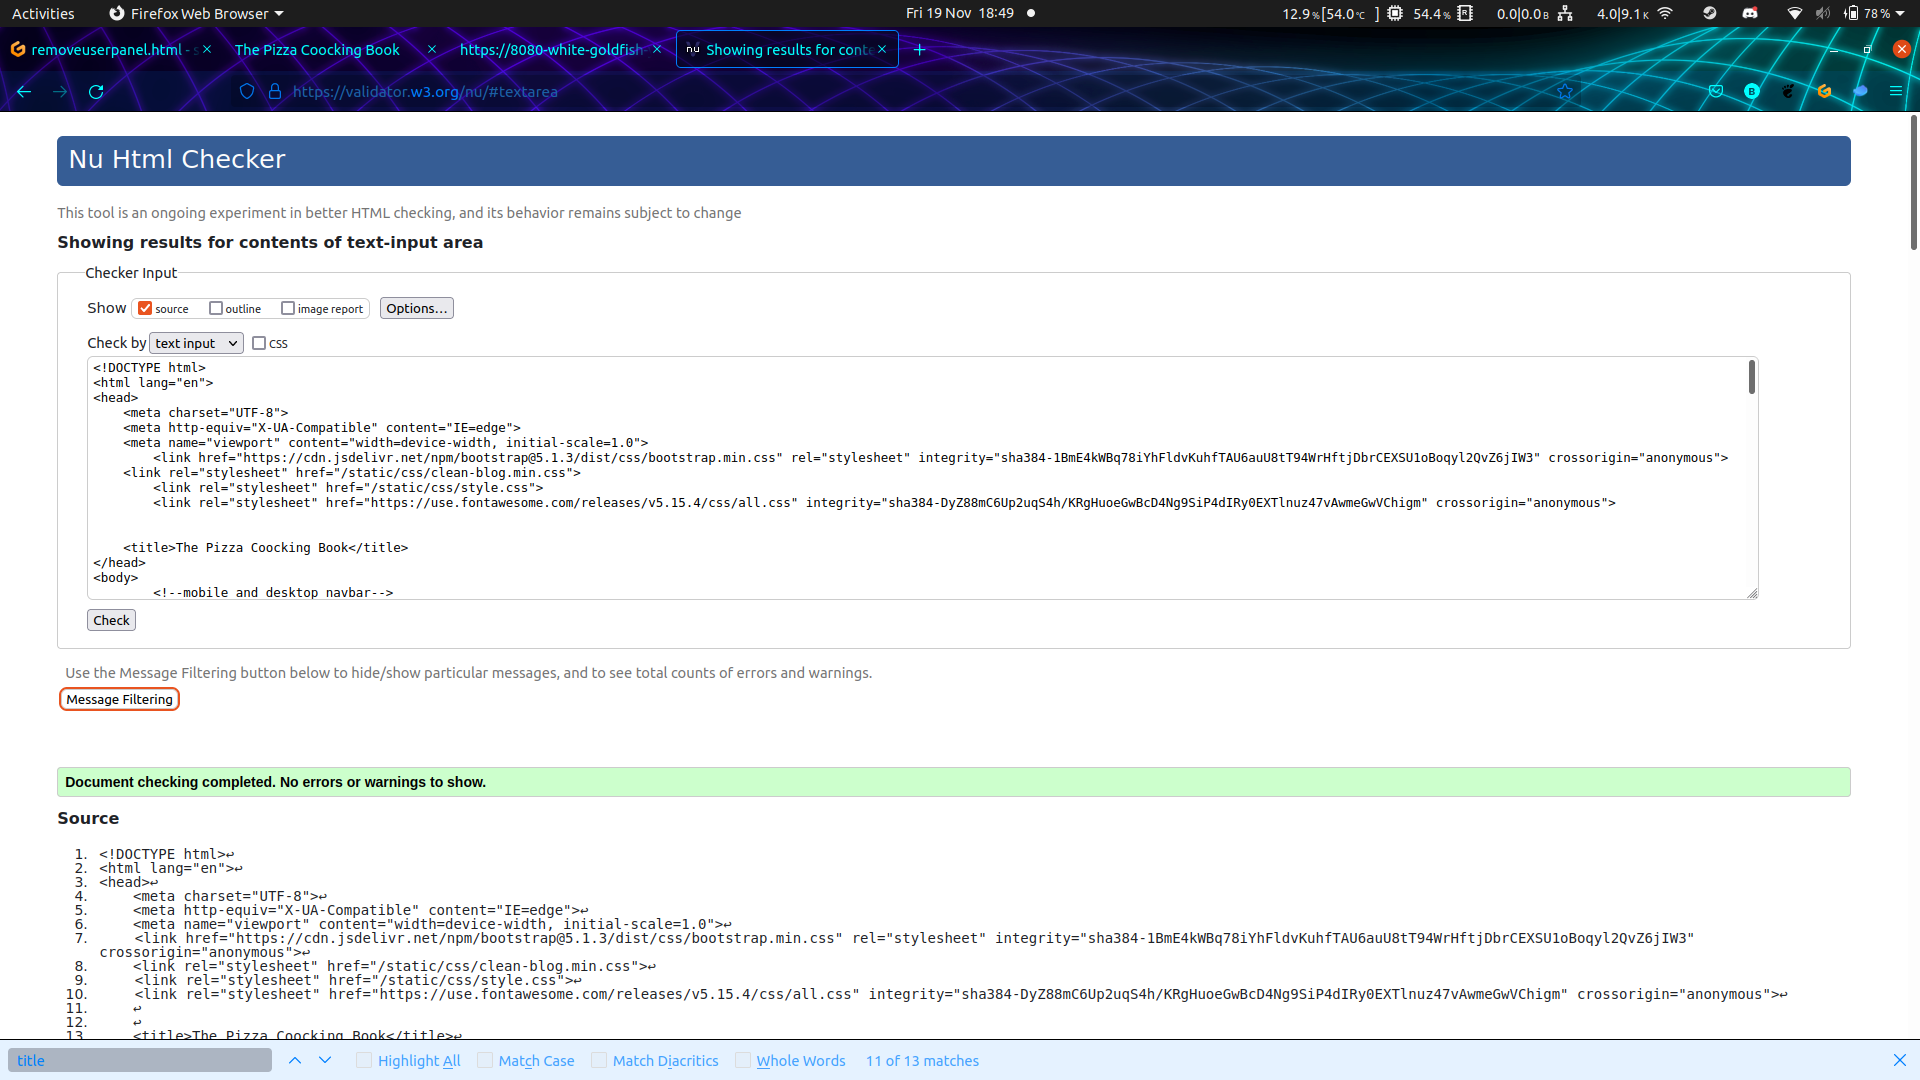 Activities Firefox Web Browser Fri 19 Nov 18:49 12.9% [54.0°C ] 54.4% 0.0|0.0B 4.0|9.1K 78%
removeuserpanel.html - s The Pizza Coocking Book https://8080-white-goldfish- Showing results for conte
https://validator.w3.org/nu/#textarea
Nu Html Checker
This tool is an ongoing experiment in better HTML checking, and its behavior remains subject to change
Showing results for contents of text-input area
Checker Input
Show source outline image report Options...
Check by text input css
<!DOCTYPE html>
<html lang="en">
<head>
<meta charset="UTF-8">
<meta http-equiv="X-UA-Compatible" content="IE=edge">
<meta name="viewport" content="width=device-width, initial-scale=1.0">
<link href="https://cdn.jsdelivr.net/npm/bootstrap@5.1.3/dist/css/bootstrap.min.css" rel="stylesheet" integrity="sha384-1BmE4kWBq78iYhFldvKuhfTAU6auU8tT94WrHftjDbrCEXSU1oBoqyl2QvZ6jIW3" crossorigin="anonymous">
<link rel="stylesheet" href="/static/css/clean-blog.min.css">
<link rel="stylesheet" href="/static/css/style.css">
<link rel="stylesheet" href="https://use.fontawesome.com/releases/v5.15.4/css/all.css" integrity="sha384-DyZ88mC6Up2uqS4h/KRgHuoeGwBcD4Ng9SiP4dIRy0EXTlnuz47vAwmeGwVChigm" crossorigin="anonymous">
<title>The Pizza Coocking Book</title>
</head>
<body>
<!--mobile and desktop navbar-->
Check
Use the Message Filtering button below to hide/show particular messages, and to see total counts of errors and warnings.
Message Filtering
Document checking completed. No errors or warnings to show.
Source
1. <!DOCTYPE html>↩
2. <html lang="en">↩
3. <head>↩
4. <meta charset="UTF-8">↩
5. <meta http-equiv="X-UA-Compatible" content="IE=edge">↩
6. <meta name="viewport" content="width=device-width, initial-scale=1.0">↩
7. <link href="https://cdn.jsdelivr.net/npm/bootstrap@5.1.3/dist/css/bootstrap.min.css" rel="stylesheet" integrity="sha384-1BmE4kWBq78iYhFldvKuhfTAU6auU8tT94WrHftjDbrCEXSU1oBoqyl2QvZ6jIW3"
crossorigin="anonymous">↩
8. <link rel="stylesheet" href="/static/css/clean-blog.min.css">↩
9. <link rel="stylesheet" href="/static/css/style.css">↩
10. <link rel="stylesheet" href="https://use.fontawesome.com/releases/v5.15.4/css/all.css" integrity="sha384-DyZ88mC6Up2uqS4h/KRgHuoeGwBcD4Ng9SiP4dIRy0EXTlnuz47vAwmeGwVChigm" crossorigin="anonymous">↩
11. ↩
12. ↩
13. <title>The Pizza Coocking Book</title>↩
title Highlight All Match Case Match Diacritics Whole Words 11 of 13 matches